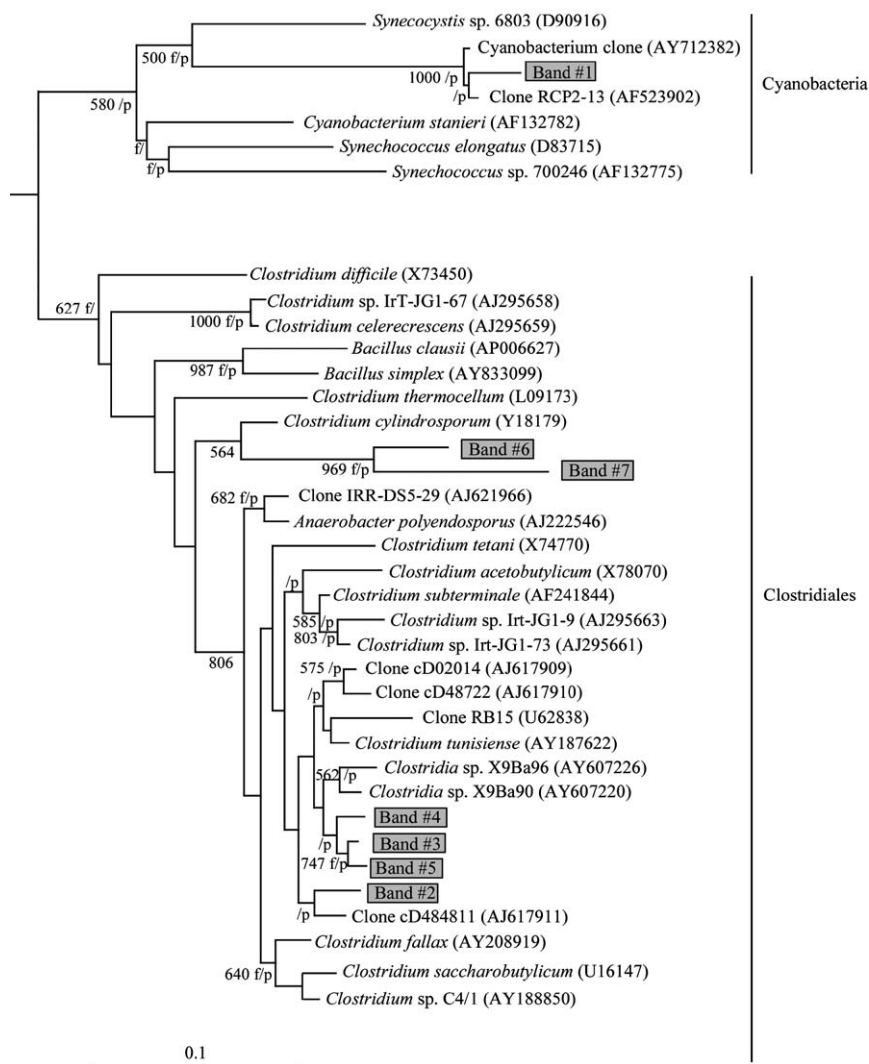 Synecocystis sp. 6803 (D90916)
500 f/p
Cyanobacterium clone (AY712382)
1000 f/p
Band #1
/p
Clone RCP2-13 (AF523902)
580 /p
Cyanobacteria
Cyanobacterium stanieri (AF132782)
f/
Synechococcus elongatus (D83715)
f/p
Synechococcus sp. 700246 (AF132775)
Clostridium difficile (X73450)
627 f/
Clostridium sp. IrT-JG1-67 (AJ295658)
1000 f/p
Clostridium celerecrescens (AJ295659)
Bacillus clausii (AP006627)
987 f/p
Bacillus simplex (AY833099)
Clostridium thermocellum (L09173)
Clostridium cylindrosporum (Y18179)
564
Band #6
969 f/p
Band #7
682 f/p
Clone IRR-DS5-29 (AJ621966)
Anaerobacter polyendosporus (AJ222546)
Clostridium tetani (X74770)
/p
Clostridium acetobutylicum (X78070)
Clostridium subterminale (AF241844)
Clostridiales
585 /p
Clostridium sp. Irt-JG1-9 (AJ295663)
803 /p
Clostridium sp. Irt-JG1-73 (AJ295661)
806
575 /p
Clone cD02014 (AJ617909)
/p
Clone cD48722 (AJ617910)
Clone RB15 (U62838)
Clostridium tunisiense (AY187622)
562 /p
Clostridia sp. X9Ba96 (AY607226)
Clostridia sp. X9Ba90 (AY607220)
Band #4
/p
Band #3
747 f/p
Band #5
Band #2
/p
Clone cD484811 (AJ617911)
Clostridium fallax (AY208919)
640 f/p
Clostridium saccharobutylicum (U16147)
Clostridium sp. C4/1 (AY188850)
0.1